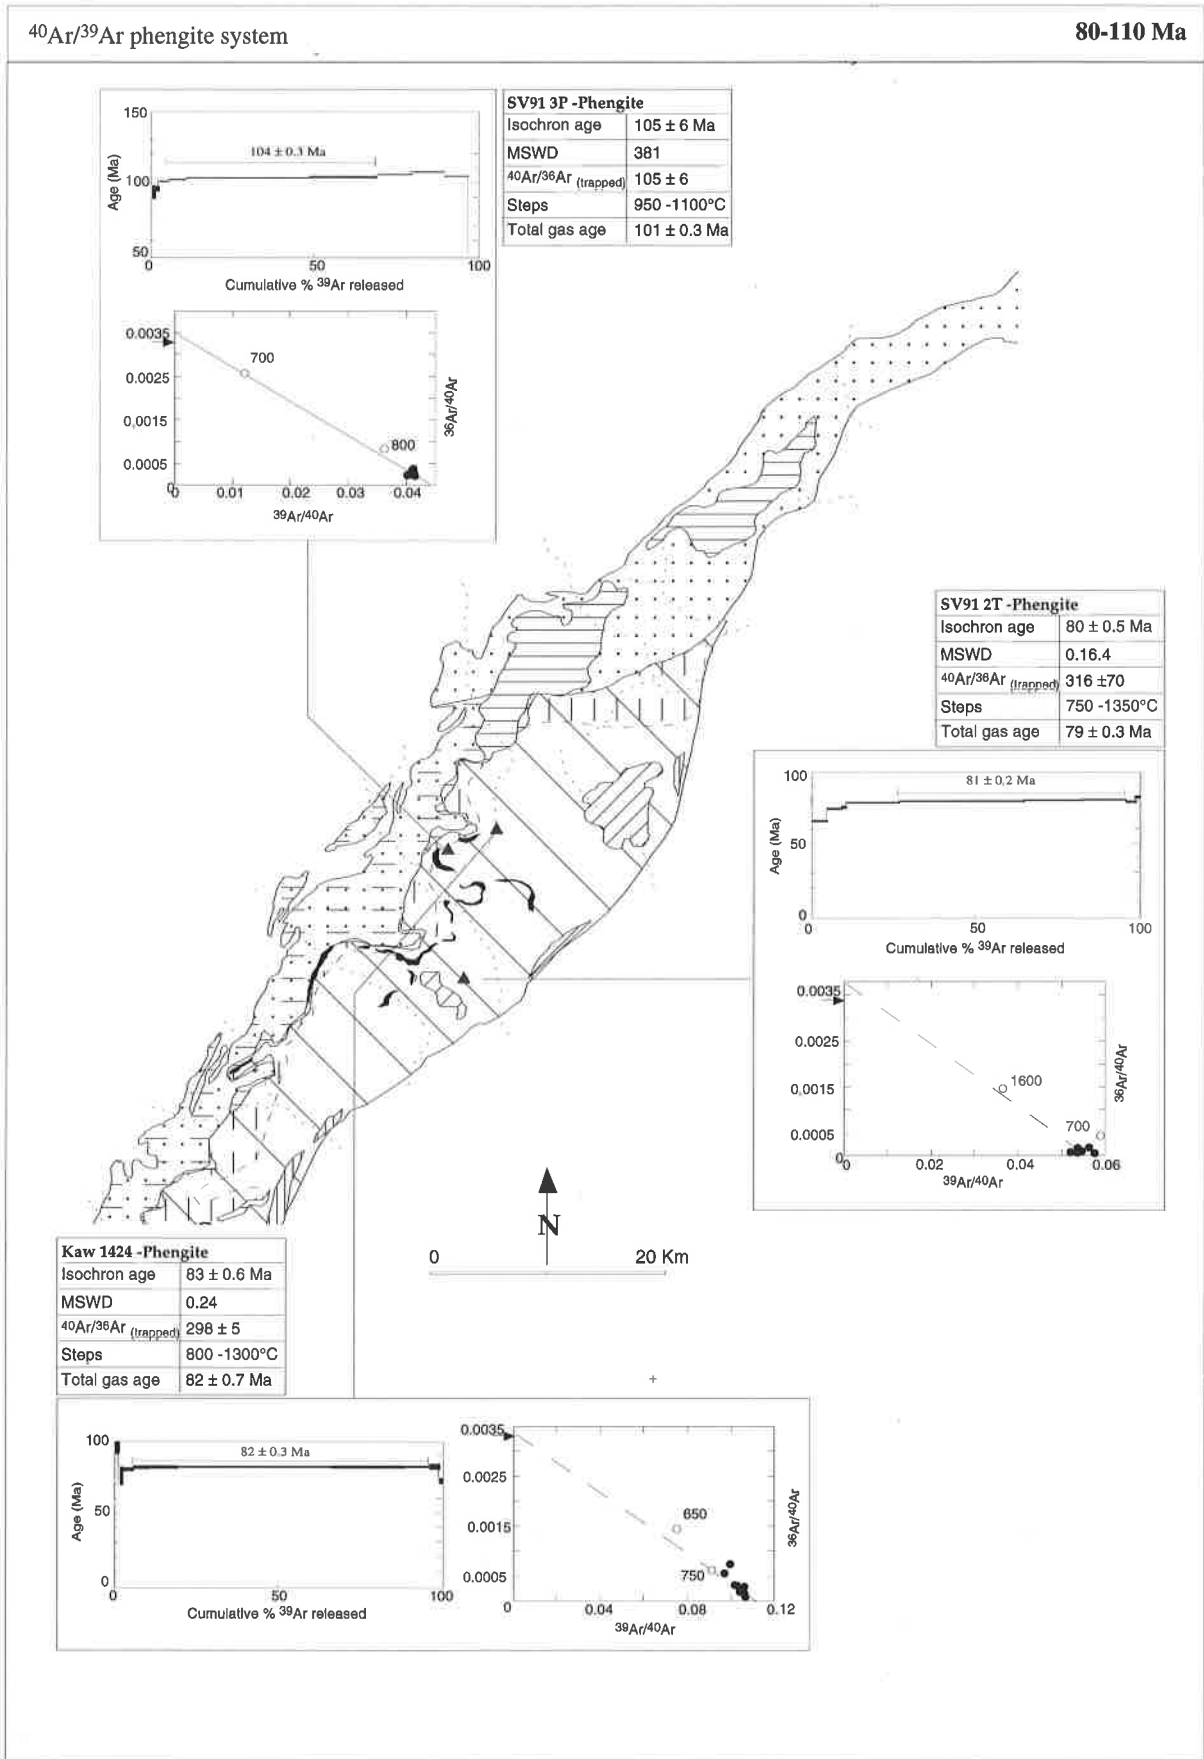 40Ar/39Ar phengite system 80-110 Ma
SV91 3P -Phengite
Isochron age 105 ± 6 Ma
MSWD 381
40Ar/36Ar (trapped) 105 ± 6
Steps 950 -1100°C
Total gas age 101 ± 0.3 Ma
150
104 ± 0.3 Ma
Age (Ma)
100
50
0 50 100
Cumulative % 39Ar released
0.0035
700
0.0025
36Ar/40Ar
0,0015
800
0.0005
0
0 0.01 0.02 0.03 0.04
39Ar/40Ar
SV91 2T -Phengite
Isochron age 80 ± 0.5 Ma
MSWD 0.16.4
40Ar/36Ar (trapped) 316 ±70
Steps 750 -1350°C
Total gas age 79 ± 0.3 Ma
100
81 ± 0,2 Ma
Age (Ma)
50
0
0 50 100
Cumulative % 39Ar released
0.0035
0.0025
36Ar/40Ar
1600
0.0015
700
0.0005
0
0 0.02 0.04 0.06
39Ar/40Ar
N
0 20 Km
Kaw 1424 -Phengite
Isochron age 83 ± 0.6 Ma
MSWD 0.24
40Ar/36Ar (trapped) 298 ± 5
Steps 800 -1300°C
Total gas age 82 ± 0.7 Ma
100
82 ± 0.3 Ma
Age (Ma)
50
0
0 50 100
Cumulative % 39Ar released
0.0035
0.0025
650
36Ar/40Ar
0.0015
750
0.0005
0
0 0.04 0.08 0.12
39Ar/40Ar